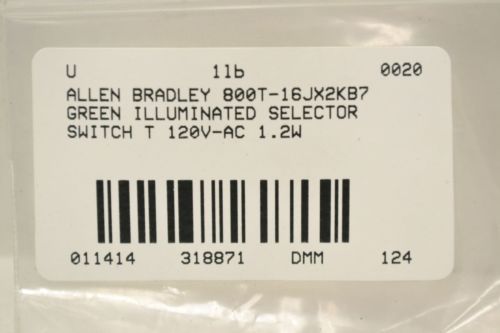 U 1lb 0020
ALLEN BRADLEY 800T-16JX2KB7
GREEN ILLUMINATED SELECTOR
SWITCH T 120V-AC 1.2W
011414 318871 DMM 124